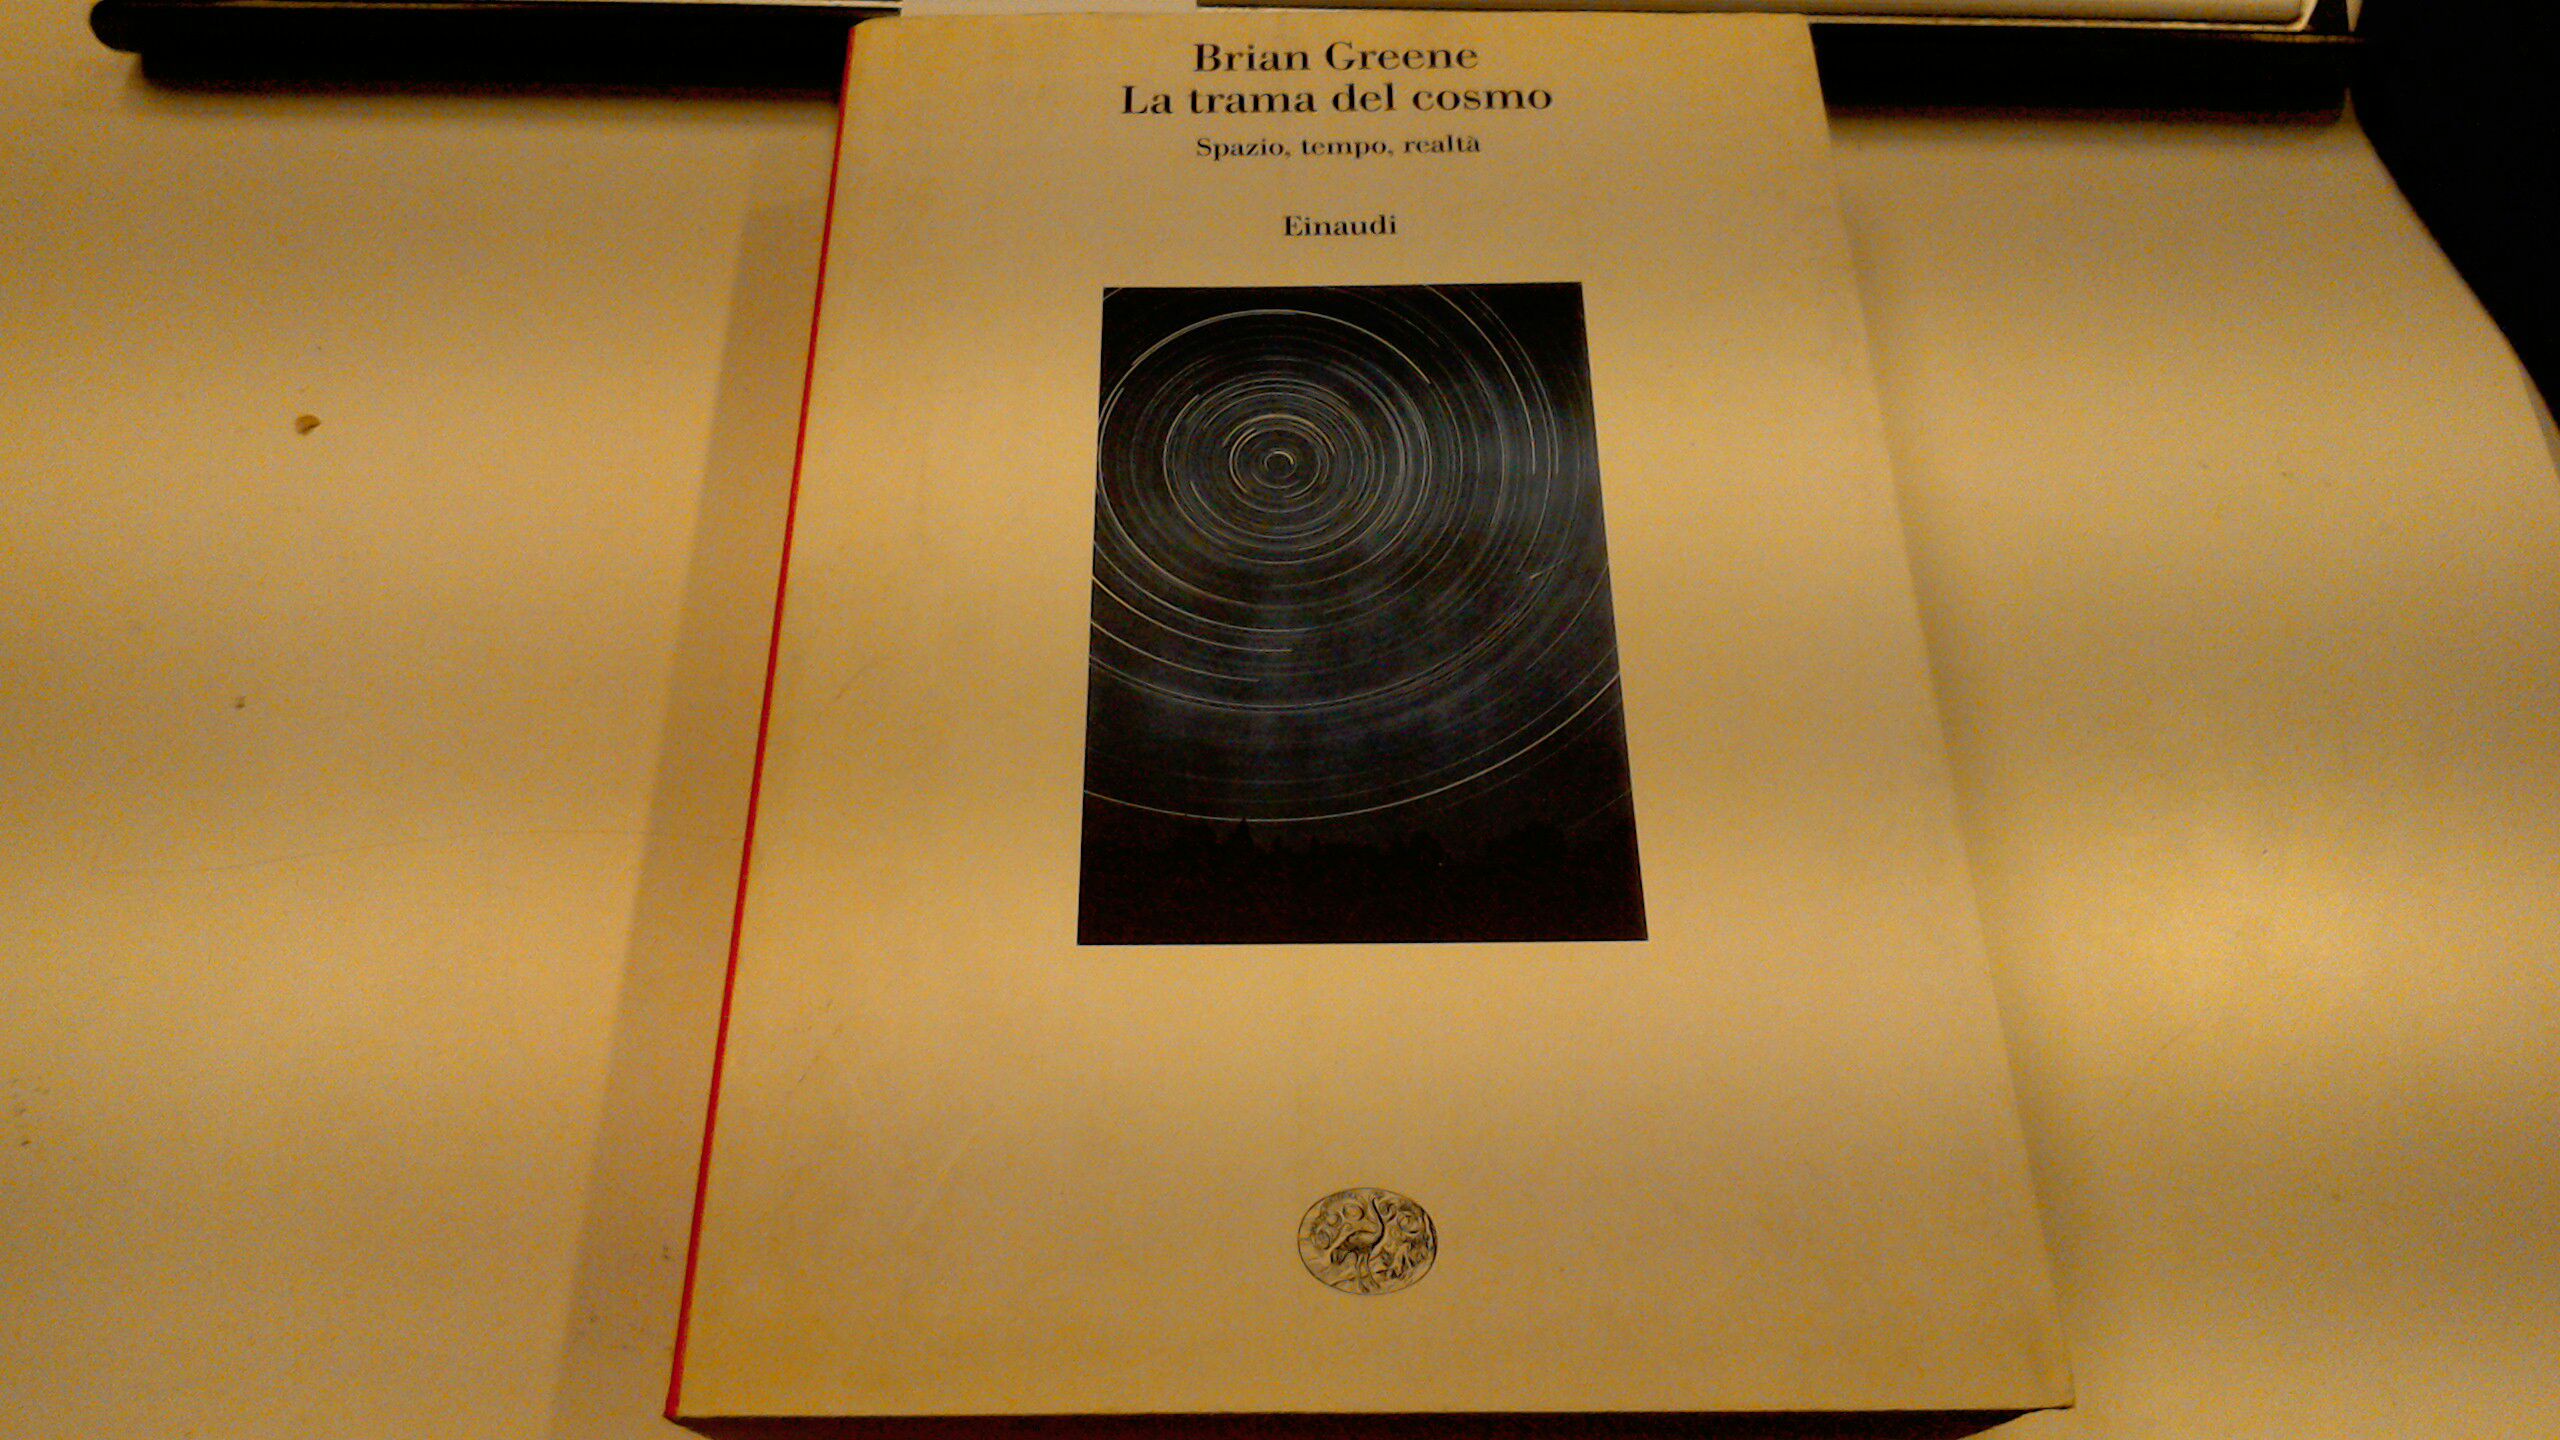 Brian Greene
La trama del cosmo
Spazio, tempo, realtà
Einaudi